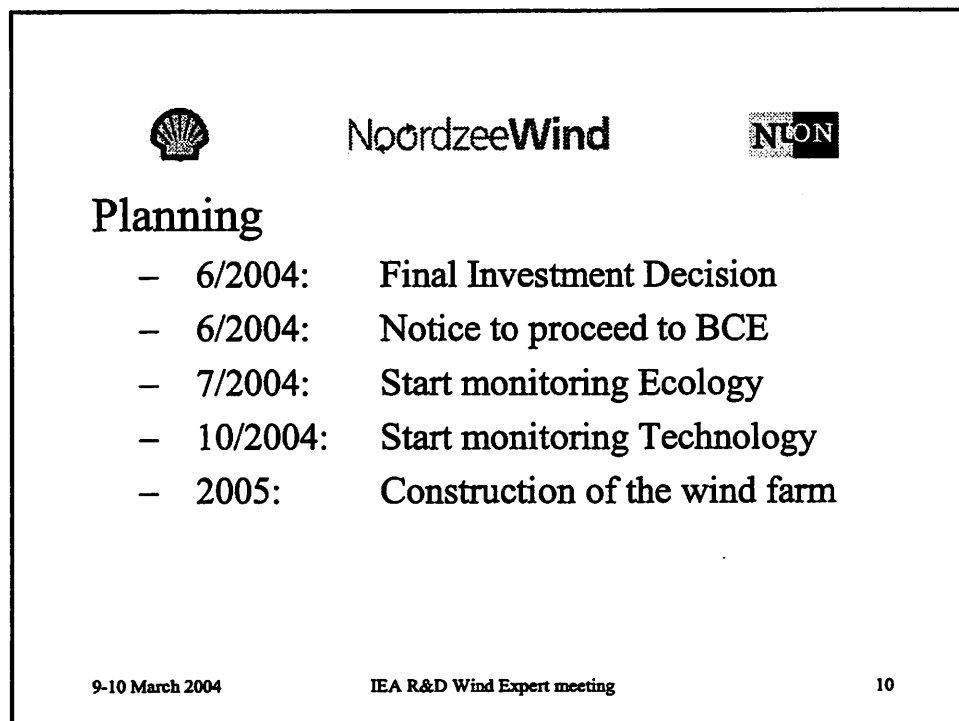 NoordzeeWind
NUON
Planning
– 6/2004: Final Investment Decision
– 6/2004: Notice to proceed to BCE
– 7/2004: Start monitoring Ecology
– 10/2004: Start monitoring Technology
– 2005: Construction of the wind farm
9-10 March 2004 IEA R&D Wind Expert meeting 10